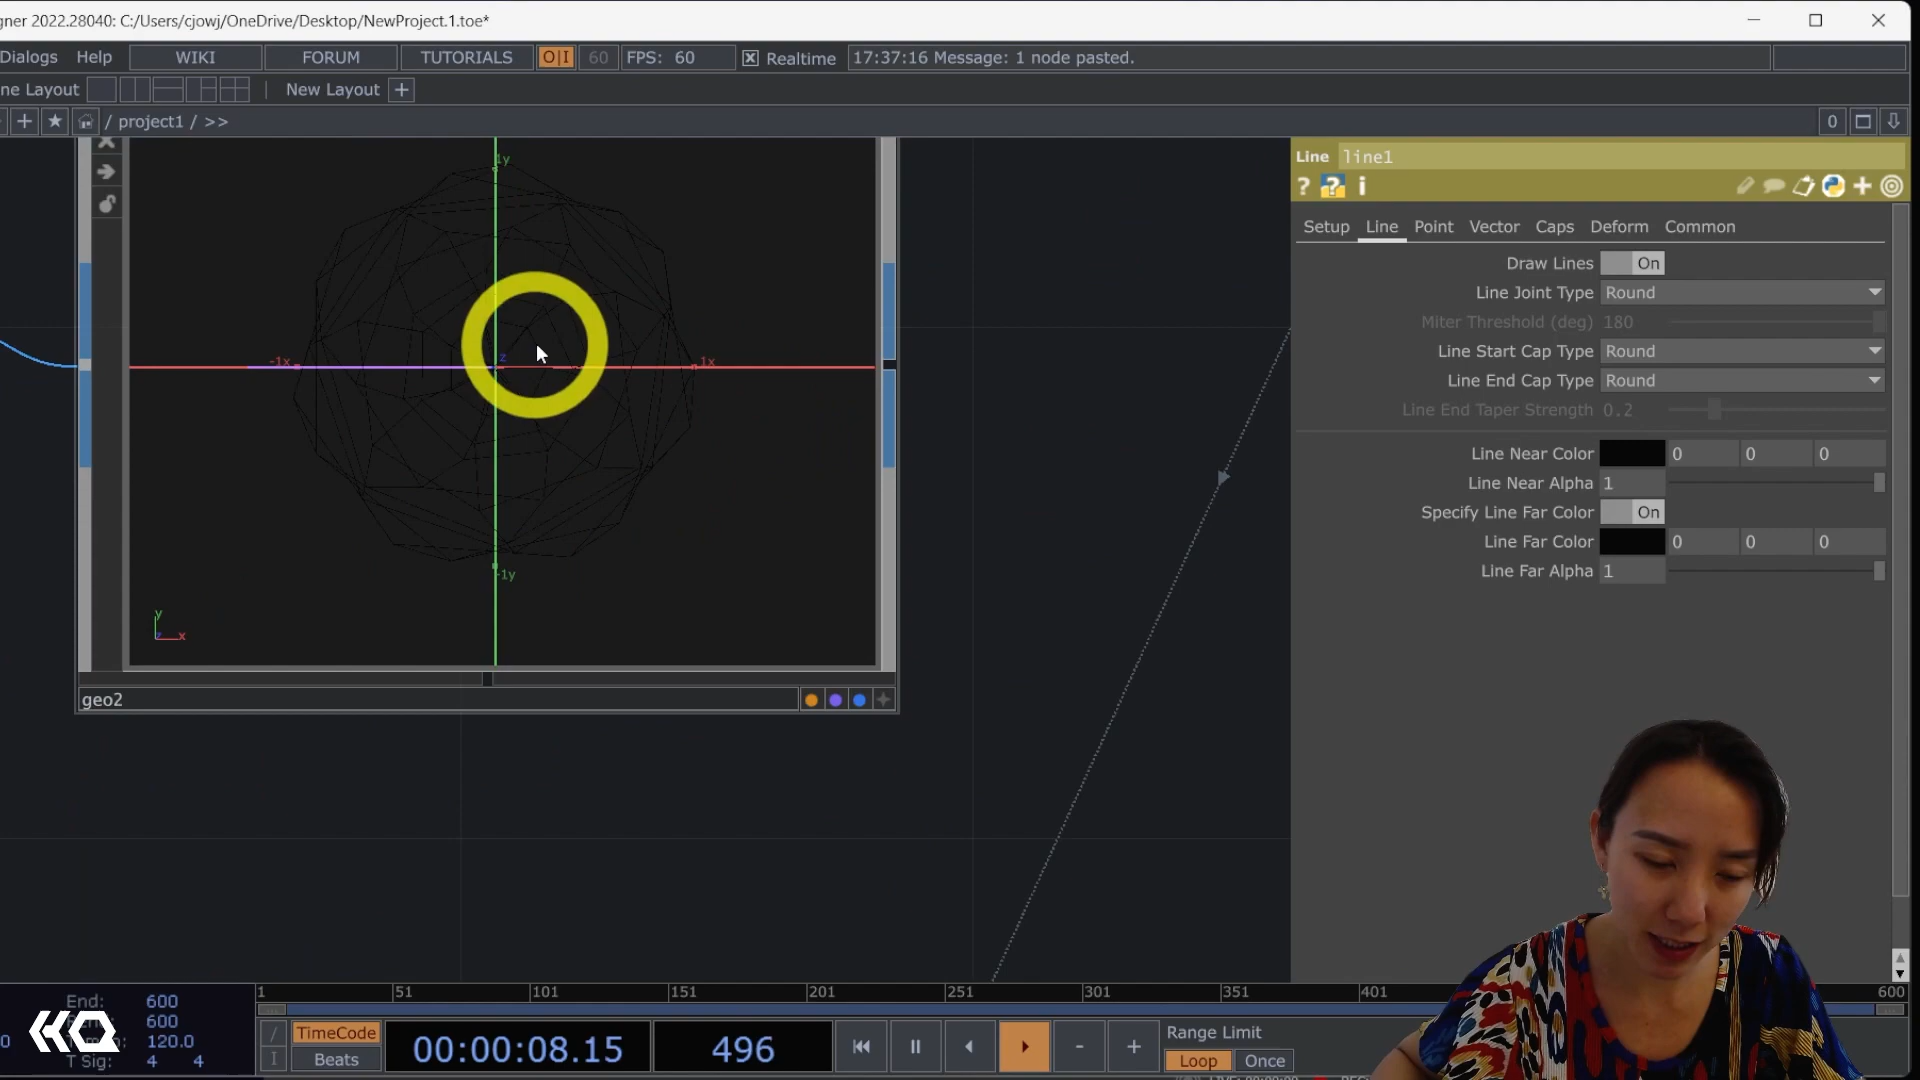 gner 2022.28040: C:/Users/cjowj/OneDrive/Desktop/NewProject.1.toe*
Dialogs Help WIKI FORUM TUTORIALS O|I 60 FPS: 60 Realtime 17:37:16 Message: 1 node pasted.
ne Layout New Layout +
+ / project1 / >> 0
1y
-1x
z
1x
-1y
y
z x
geo2
Line line1
? ? i
Setup Line Point Vector Caps Deform Common
Draw Lines On
Line Joint Type Round
Miter Threshold (deg) 180
Line Start Cap Type Round
Line End Cap Type Round
Line End Taper Strength 0.2
Line Near Color 0 0 0
Line Near Alpha 1
Specify Line Far Color On
Line Far Color 0 0 0
Line Far Alpha 1
1 51 101 151 201 251 301 351 401 600
End: 600
600
120.0
T Sig: 4 4
HQ
/ TimeCode
I Beats
00:00:08.15
496
- +
Range Limit
Loop Once